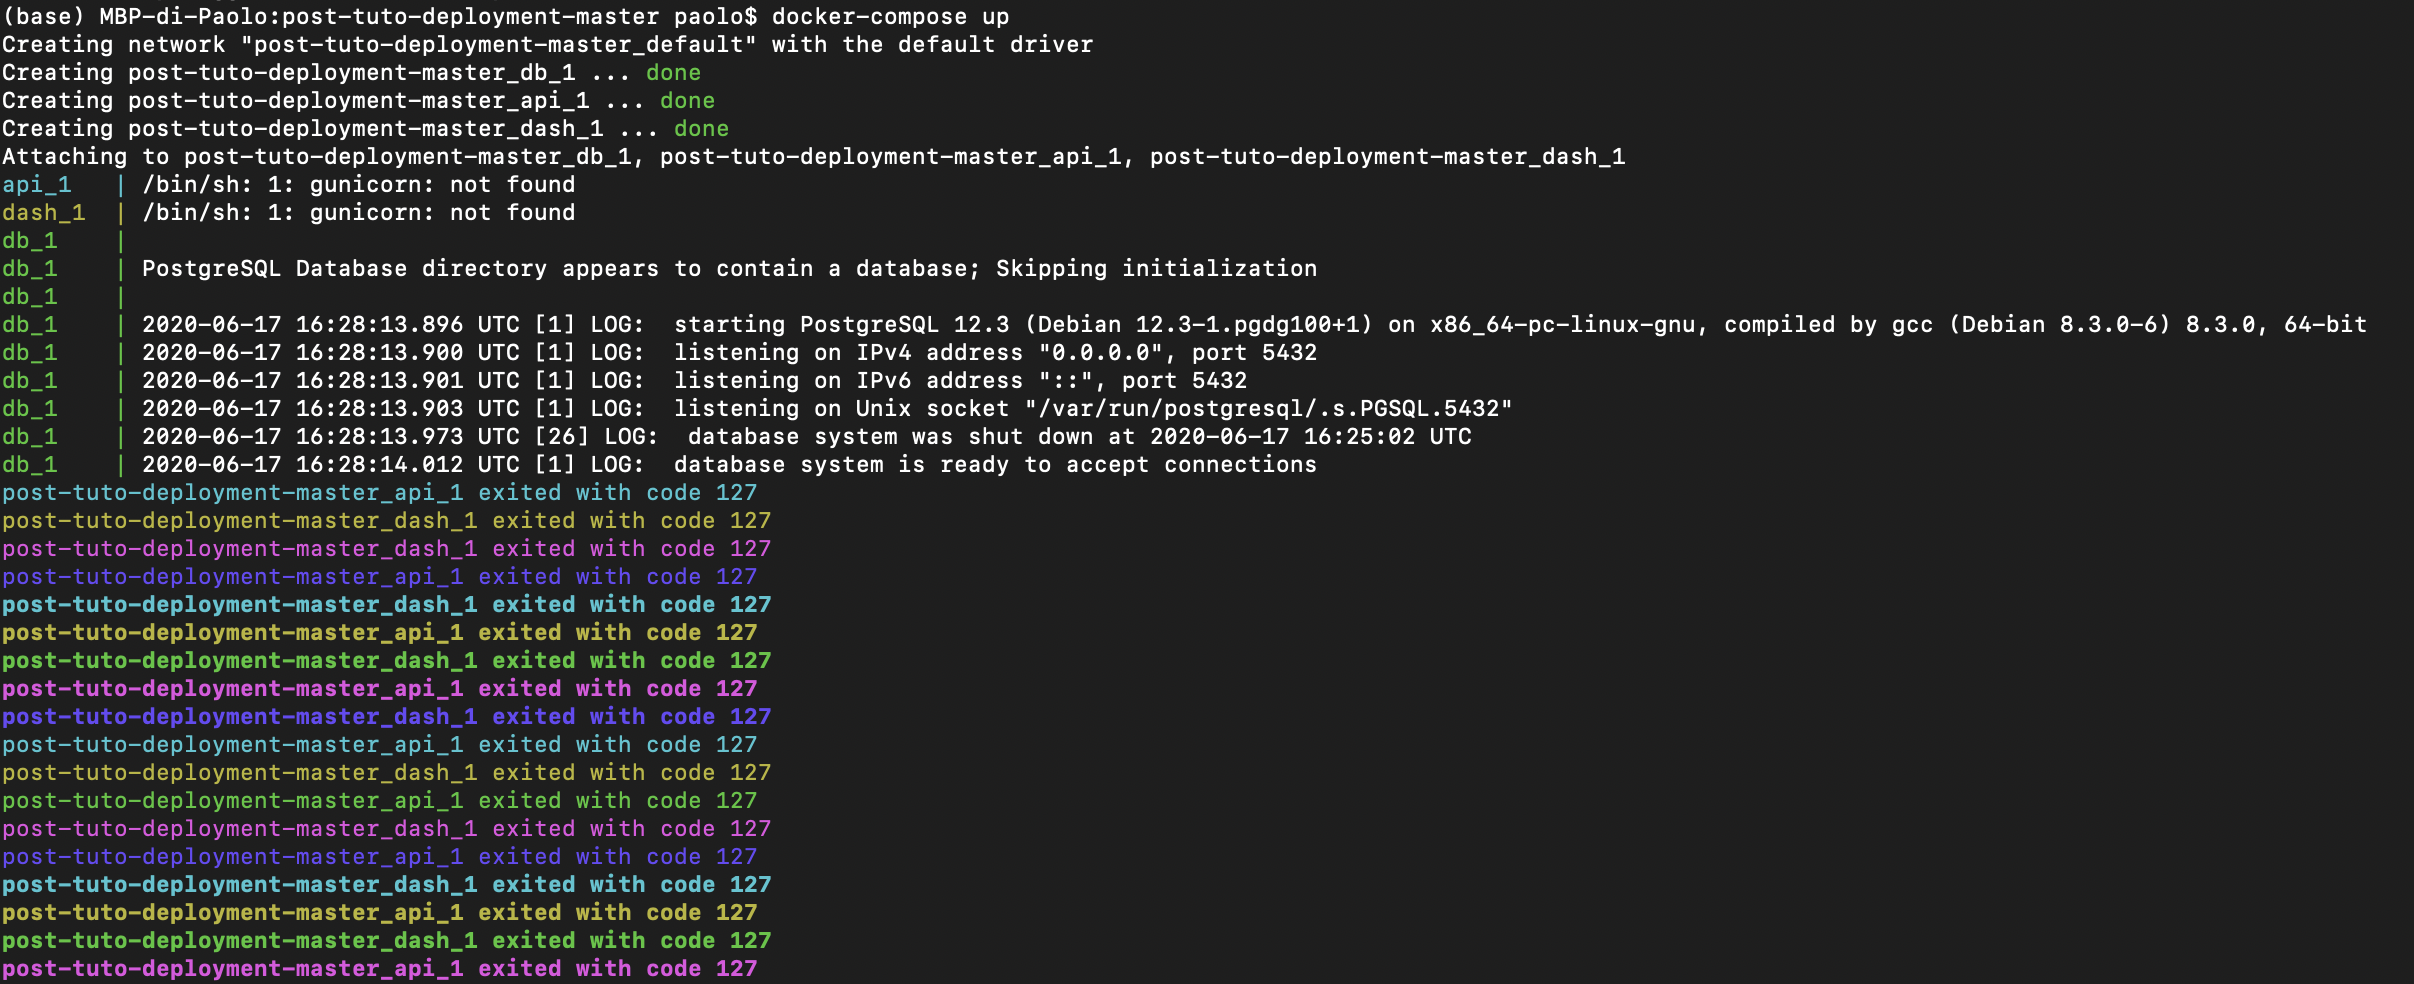 (base) MBP-di-Paolo:post-tuto-deployment-master paolo$ docker-compose up
Creating network "post-tuto-deployment-master_default" with the default driver
Creating post-tuto-deployment-master_db_1 ... done
Creating post-tuto-deployment-master_api_1 ... done
Creating post-tuto-deployment-master_dash_1 ... done
Attaching to post-tuto-deployment-master_db_1, post-tuto-deployment-master_api_1, post-tuto-deployment-master_dash_1
api_1   | /bin/sh: 1: gunicorn: not found
dash_1  | /bin/sh: 1: gunicorn: not found
db_1    |
db_1    | PostgreSQL Database directory appears to contain a database; Skipping initialization
db_1    |
db_1    | 2020-06-17 16:28:13.896 UTC [1] LOG:  starting PostgreSQL 12.3 (Debian 12.3-1.pgdg100+1) on x86_64-pc-linux-gnu, compiled by gcc (Debian 8.3.0-6) 8.3.0, 64-bit
db_1    | 2020-06-17 16:28:13.900 UTC [1] LOG:  listening on IPv4 address "0.0.0.0", port 5432
db_1    | 2020-06-17 16:28:13.901 UTC [1] LOG:  listening on IPv6 address "::", port 5432
db_1    | 2020-06-17 16:28:13.903 UTC [1] LOG:  listening on Unix socket "/var/run/postgresql/.s.PGSQL.5432"
db_1    | 2020-06-17 16:28:13.973 UTC [26] LOG:  database system was shut down at 2020-06-17 16:25:02 UTC
db_1    | 2020-06-17 16:28:14.012 UTC [1] LOG:  database system is ready to accept connections
post-tuto-deployment-master_api_1 exited with code 127
post-tuto-deployment-master_dash_1 exited with code 127
post-tuto-deployment-master_dash_1 exited with code 127
post-tuto-deployment-master_api_1 exited with code 127
post-tuto-deployment-master_dash_1 exited with code 127
post-tuto-deployment-master_api_1 exited with code 127
post-tuto-deployment-master_dash_1 exited with code 127
post-tuto-deployment-master_api_1 exited with code 127
post-tuto-deployment-master_dash_1 exited with code 127
post-tuto-deployment-master_api_1 exited with code 127
post-tuto-deployment-master_dash_1 exited with code 127
post-tuto-deployment-master_api_1 exited with code 127
post-tuto-deployment-master_dash_1 exited with code 127
post-tuto-deployment-master_api_1 exited with code 127
post-tuto-deployment-master_dash_1 exited with code 127
post-tuto-deployment-master_api_1 exited with code 127
post-tuto-deployment-master_dash_1 exited with code 127
post-tuto-deployment-master_api_1 exited with code 127